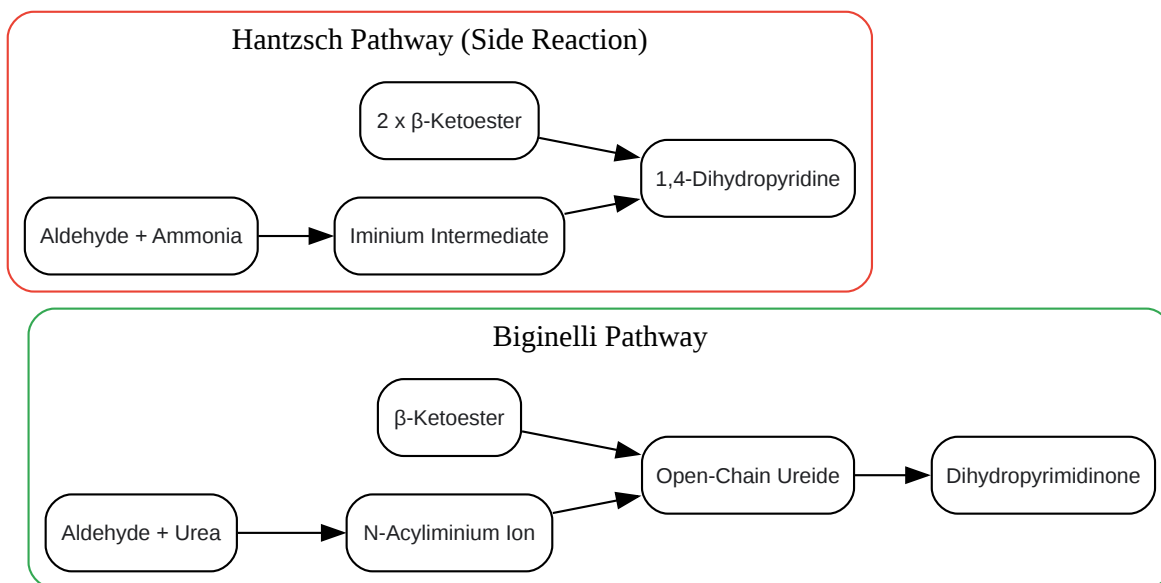 Hantzsch Pathway (Side Reaction)
2 x β-Ketoester
1,4-Dihydropyridine
Aldehyde + Ammonia
Iminium Intermediate
Biginelli Pathway
β-Ketoester
Open-Chain Ureide
Dihydropyrimidinone
Aldehyde + Urea
N-Acyliminium Ion